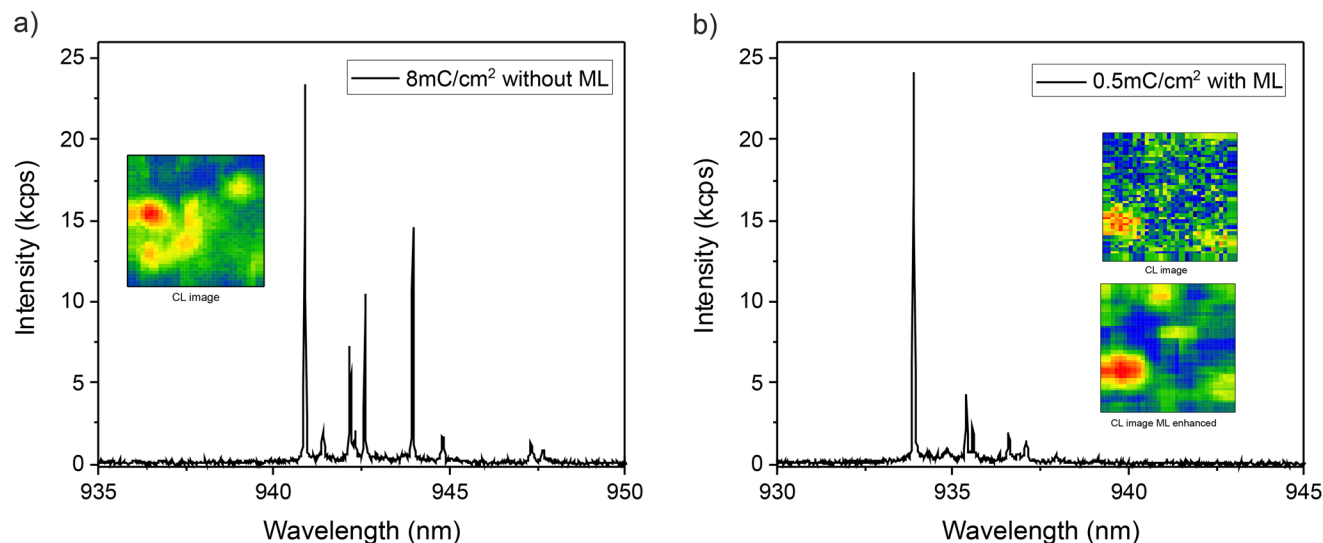 a)
25
20
15
10
5
0
Intensity (kcps)
8mC/cm² without ML
CL image
935
940
945
950
Wavelength (nm)
b)
25
20
15
10
5
0
Intensity (kcps)
0.5mC/cm² with ML
CL image
CL image ML enhanced
930
935
940
945
Wavelength (nm)